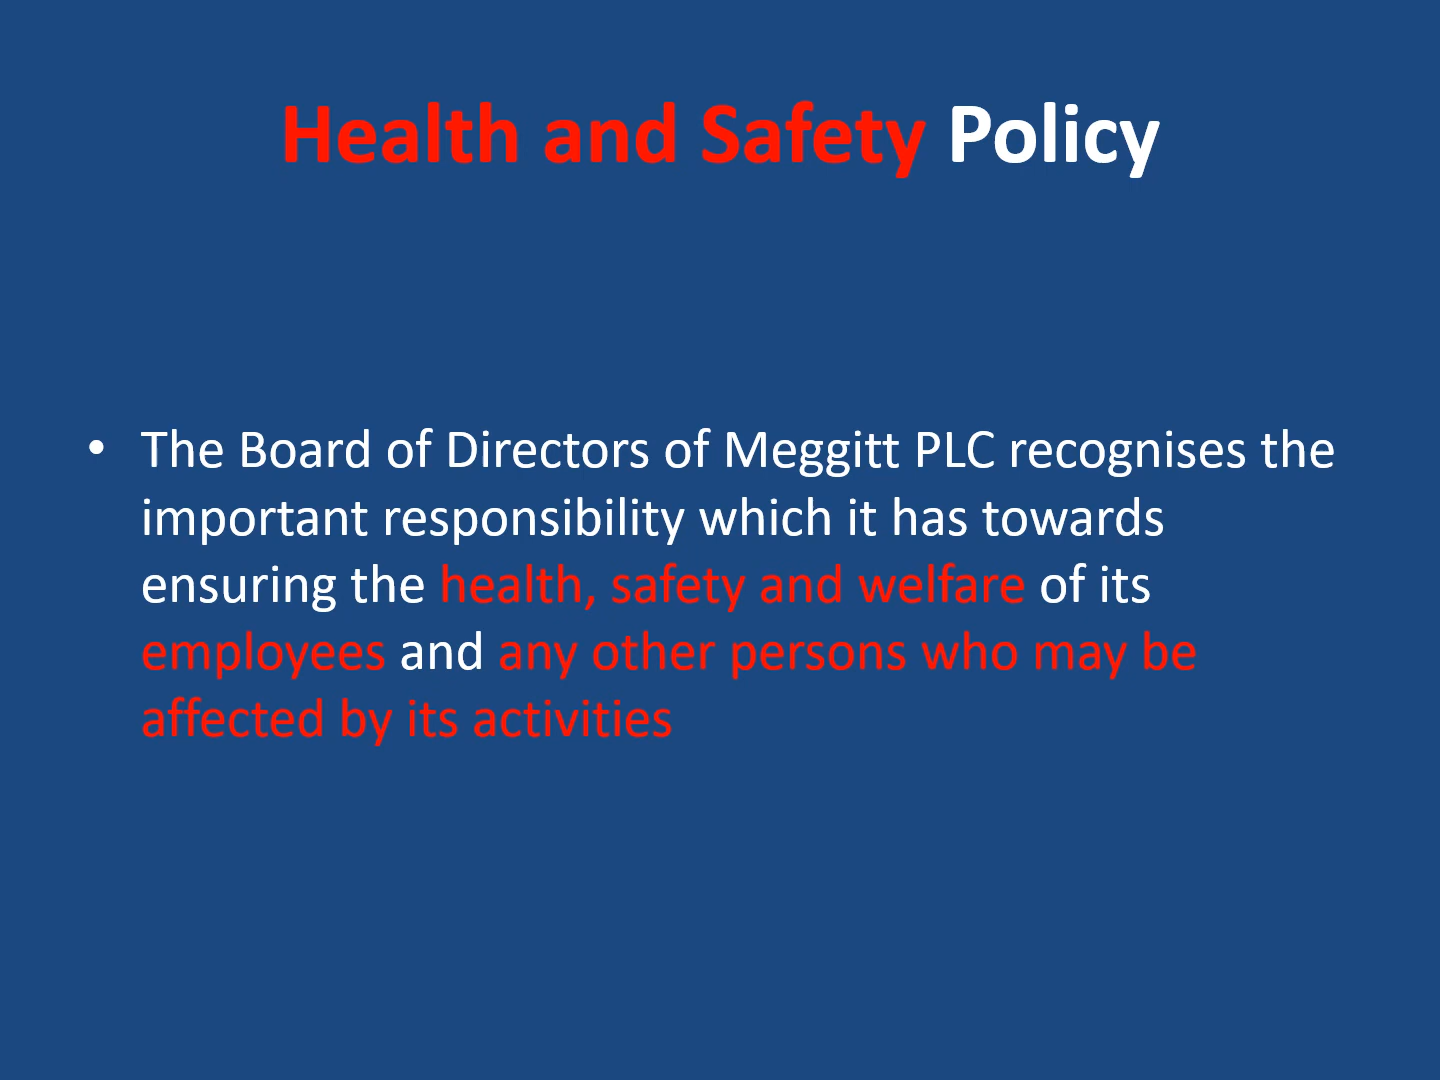 Health and Safety Policy
• The Board of Directors of Meggitt PLC recognises the
important responsibility which it has towards
ensuring the health, safety and welfare of its
employees and any other persons who may be
affected by its activities